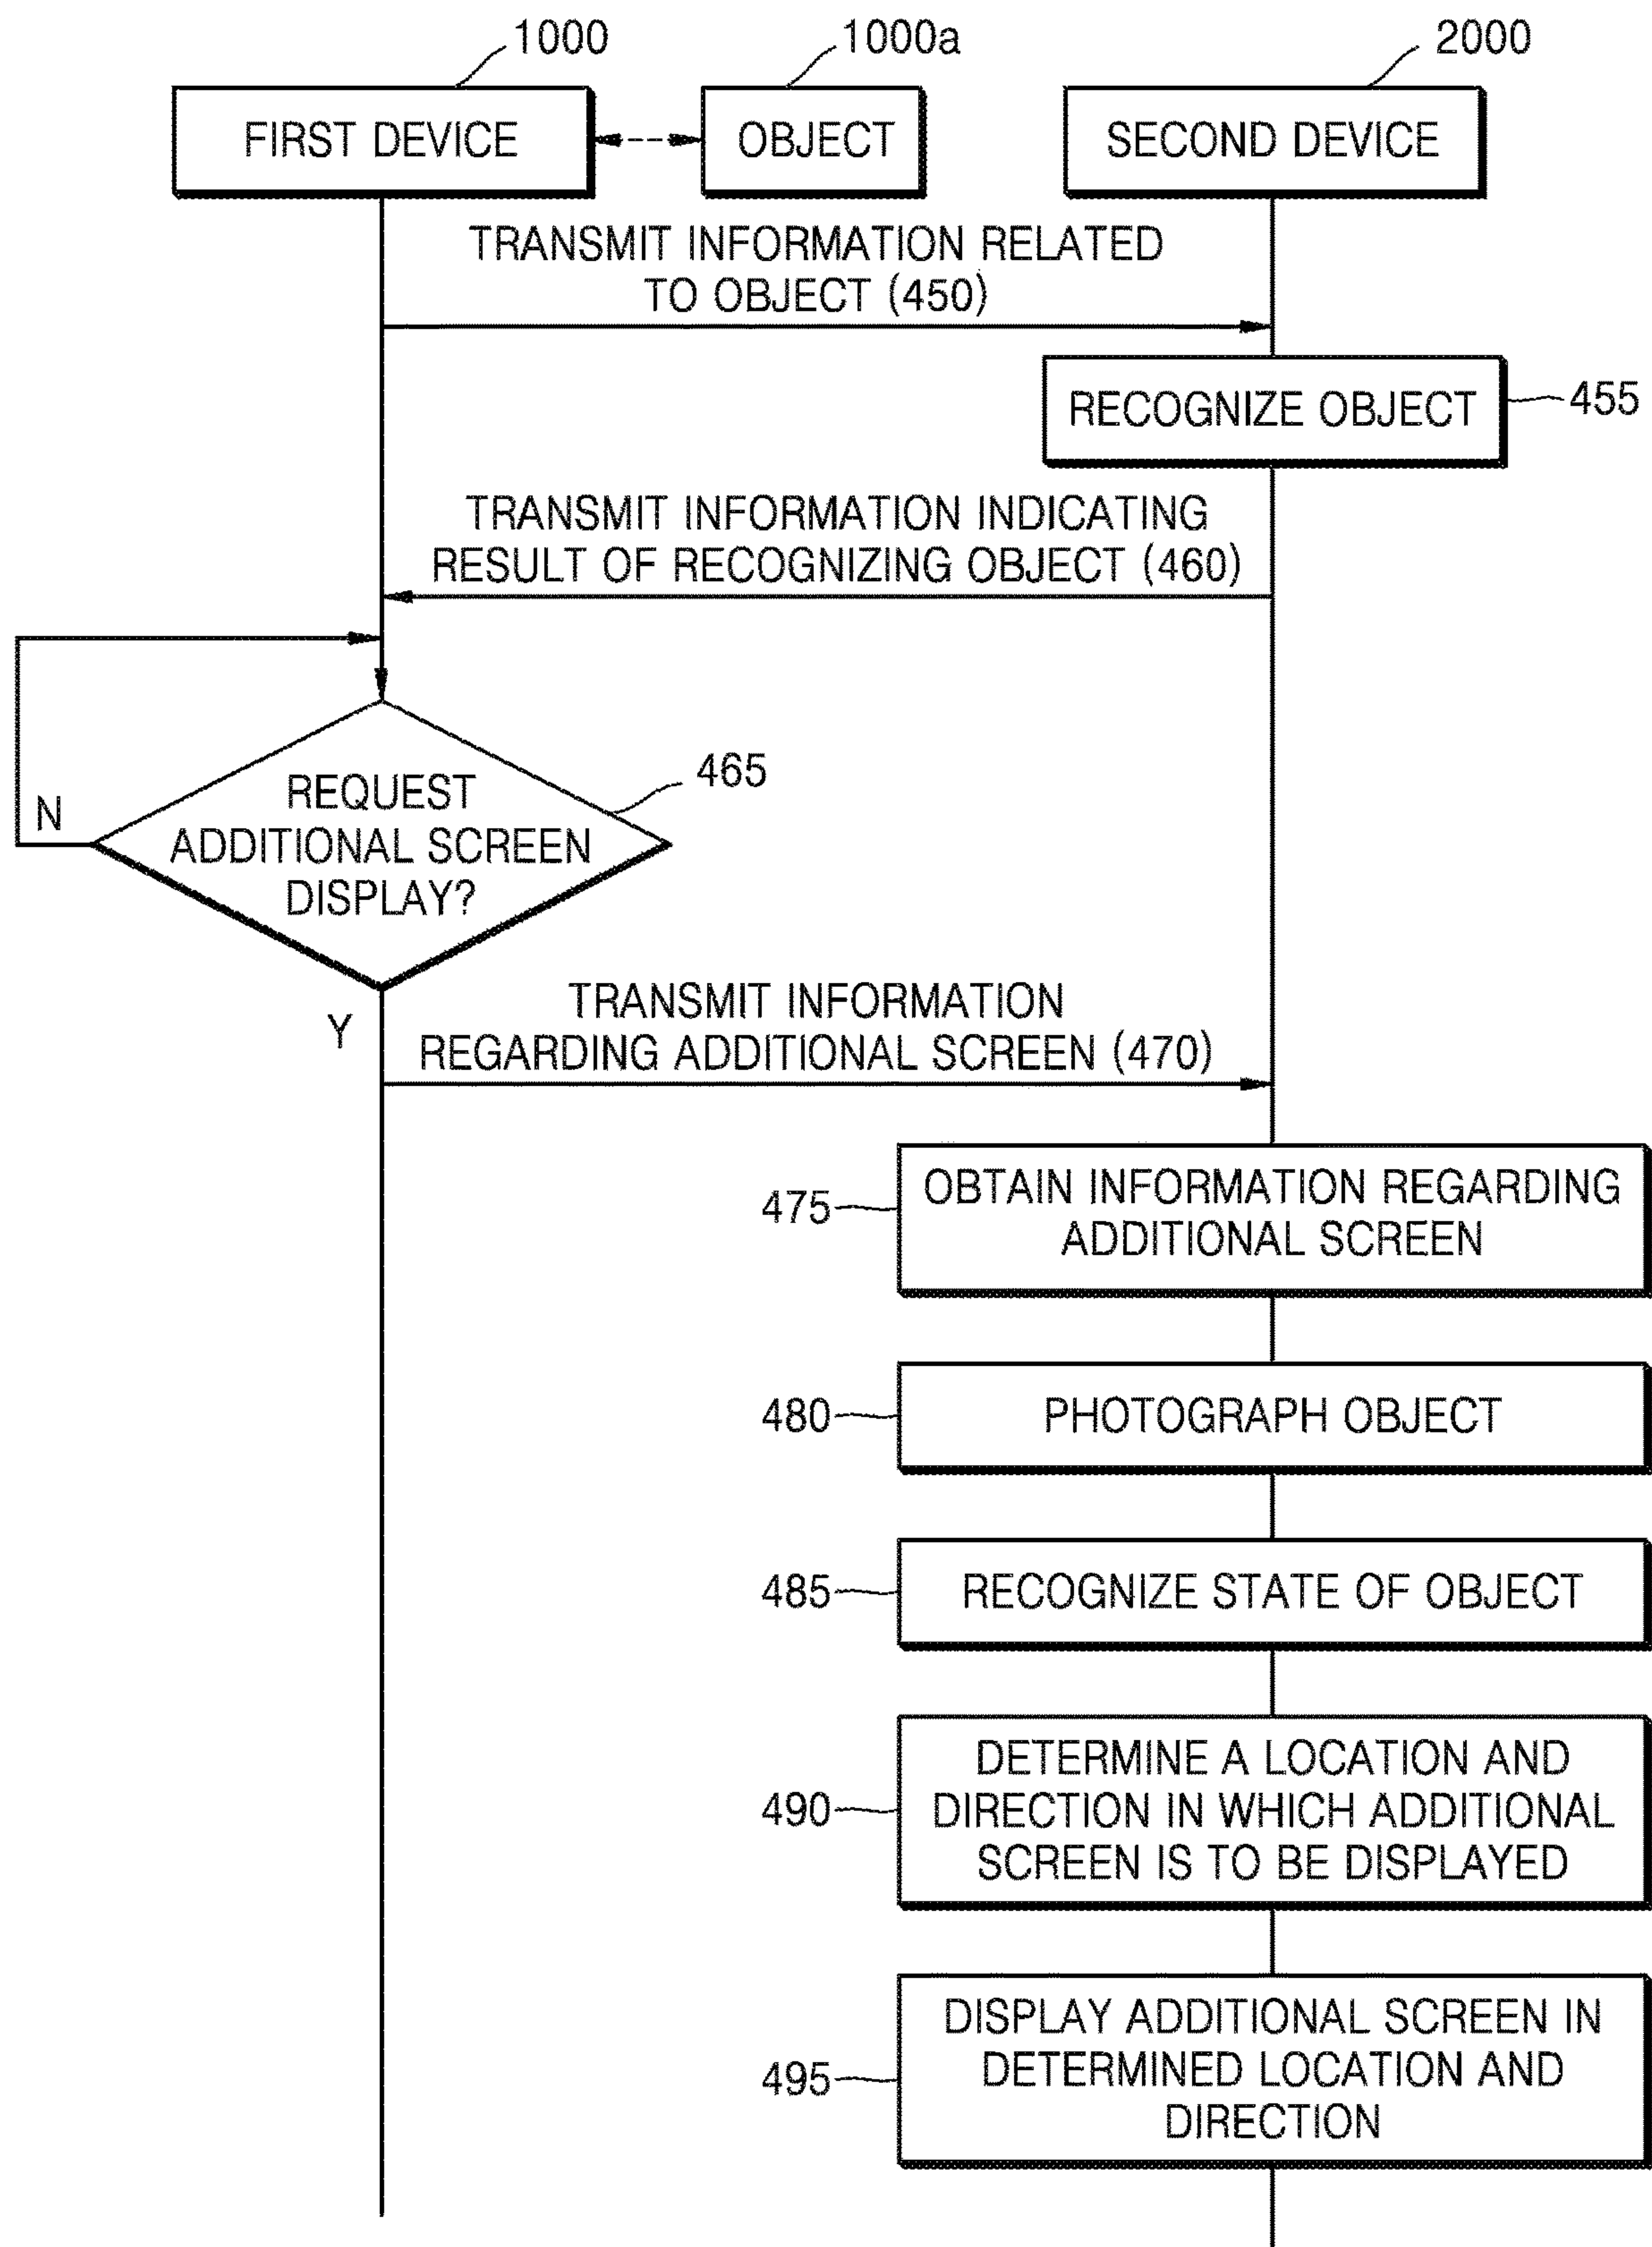 1000
1000a
2000
FIRST DEVICE
OBJECT
SECOND DEVICE
TRANSMIT INFORMATION RELATED
TO OBJECT (450)
RECOGNIZE OBJECT
455
TRANSMIT INFORMATION INDICATING
RESULT OF RECOGNIZING OBJECT (460)
465
REQUEST
ADDITIONAL SCREEN
DISPLAY?
N
Y
TRANSMIT INFORMATION
REGARDING ADDITIONAL SCREEN (470)
475
OBTAIN INFORMATION REGARDING
ADDITIONAL SCREEN
480
PHOTOGRAPH OBJECT
485
RECOGNIZE STATE OF OBJECT
490
DETERMINE A LOCATION AND
DIRECTION IN WHICH ADDITIONAL
SCREEN IS TO BE DISPLAYED
495
DISPLAY ADDITIONAL SCREEN IN
DETERMINED LOCATION AND
DIRECTION